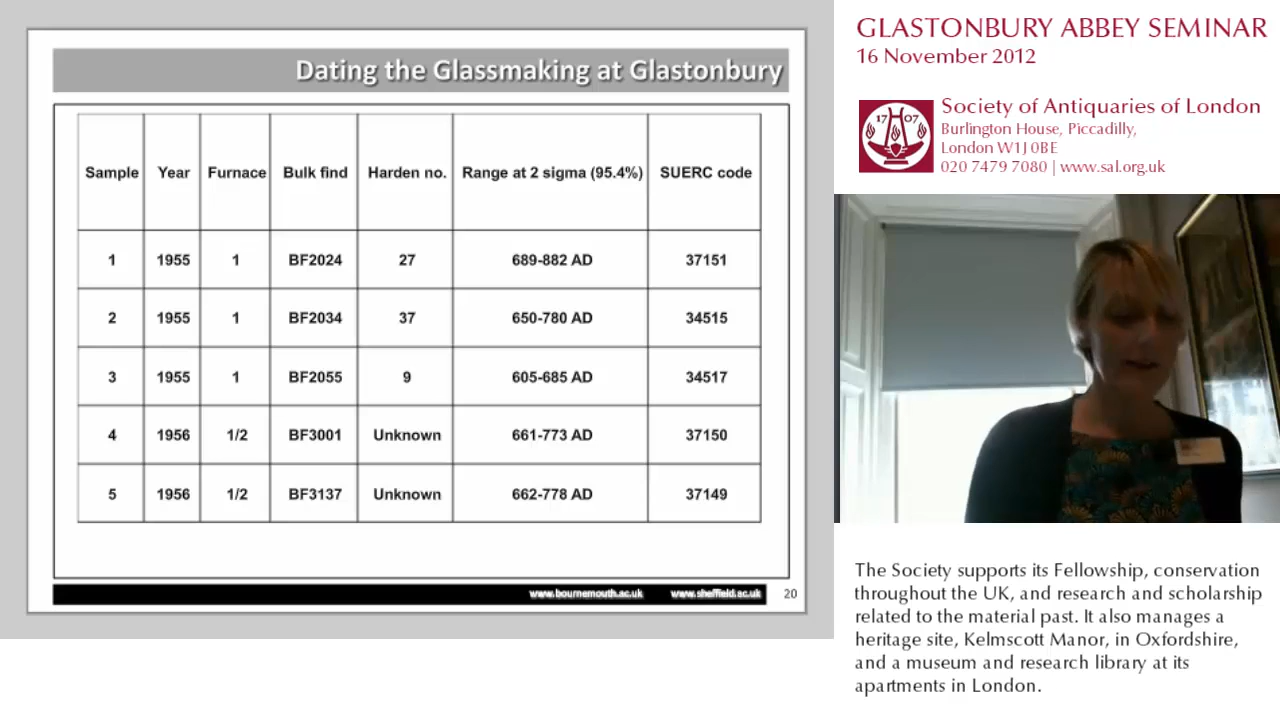 Dating the Glassmaking at Glastonbury
Sample Year Furnace Bulk find Harden no. Range at 2 sigma (95.4%) SUERC code
1 1955 1 BF2024 27 689-882 AD 37151
2 1955 1 BF2034 37 650-780 AD 34515
3 1955 1 BF2055 9 605-685 AD 34517
4 1956 1/2 BF3001 Unknown 661-773 AD 37150
5 1956 1/2 BF3137 Unknown 662-778 AD 37149
www.bournemouth.ac.uk www.sheffield.ac.uk 20
GLASTONBURY ABBEY SEMINAR
16 November 2012
17 07
Society of Antiquaries of London
Burlington House, Piccadilly,
London W1J 0BE
020 7479 7080 | www.sal.org.uk
The Society supports its Fellowship, conservation
throughout the UK, and research and scholarship
related to the material past. It also manages a
heritage site, Kelmscott Manor, in Oxfordshire,
and a museum and research library at its
apartments in London.